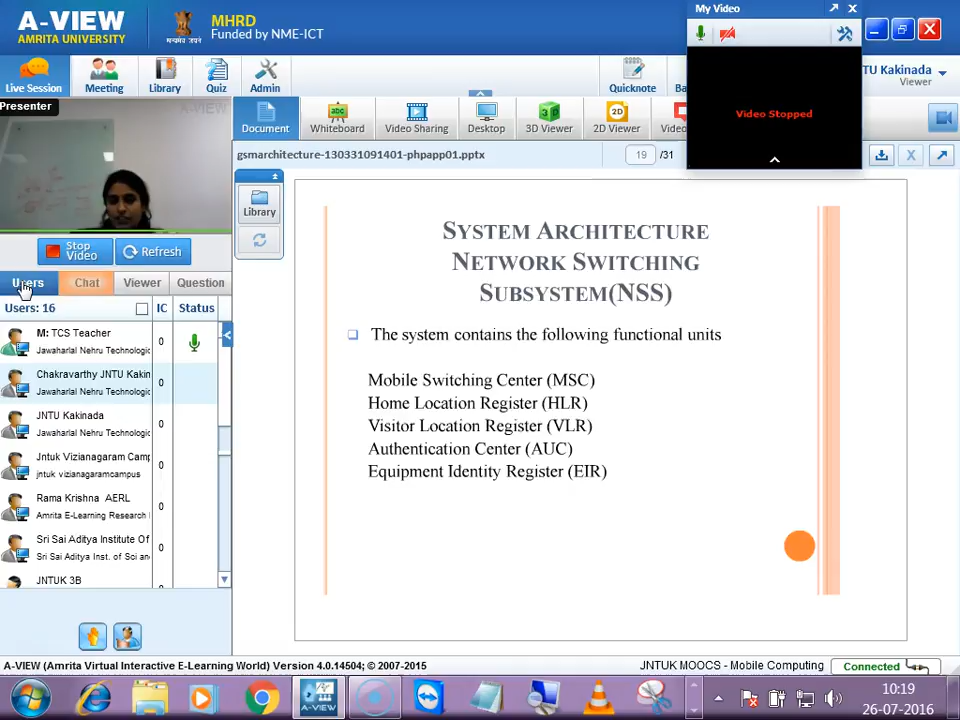 A-VIEW
AMRITA UNIVERSITY
MHRD
Funded by NME-ICT
My Video
Video Stopped
TU Kakinada
Viewer
Live Session
Meeting
Library
Quiz
Admin
Quicknote
Presenter
A-VIEW
Document
Whiteboard
Video Sharing
Desktop
3D Viewer
2D Viewer
Video
gsmarchitecture-130331091401-phpapp01.pptx
19 /31
Library
Stop Video
Refresh
Users
Chat
Viewer
Question
Users: 16
IC
Status
M: TCS Teacher
Jawaharlal Nehru Technologic
0
Chakravarthy JNTU Kakin
Jawaharlal Nehru Technologic
0
JNTU Kakinada
Jawaharlal Nehru Technologic
0
Jntuk Vizianagaram Camp
jntuk vizianagaramcampus
0
Rama Krishna AERL
Amrita E-Learning Research
0
Sri Sai Aditya Institute Of
Sri Sai Aditya Inst. of Sci an
0
JNTUK 3B
SYSTEM ARCHITECTURE
NETWORK SWITCHING
SUBSYSTEM(NSS)
The system contains the following functional units
Mobile Switching Center (MSC)
Home Location Register (HLR)
Visitor Location Register (VLR)
Authentication Center (AUC)
Equipment Identity Register (EIR)
A-VIEW (Amrita Virtual Interactive E-Learning World) Version 4.0.14504; © 2007-2015
JNTUK MOOCS - Mobile Computing
Connected
A-VIEW
10:19
26-07-2016